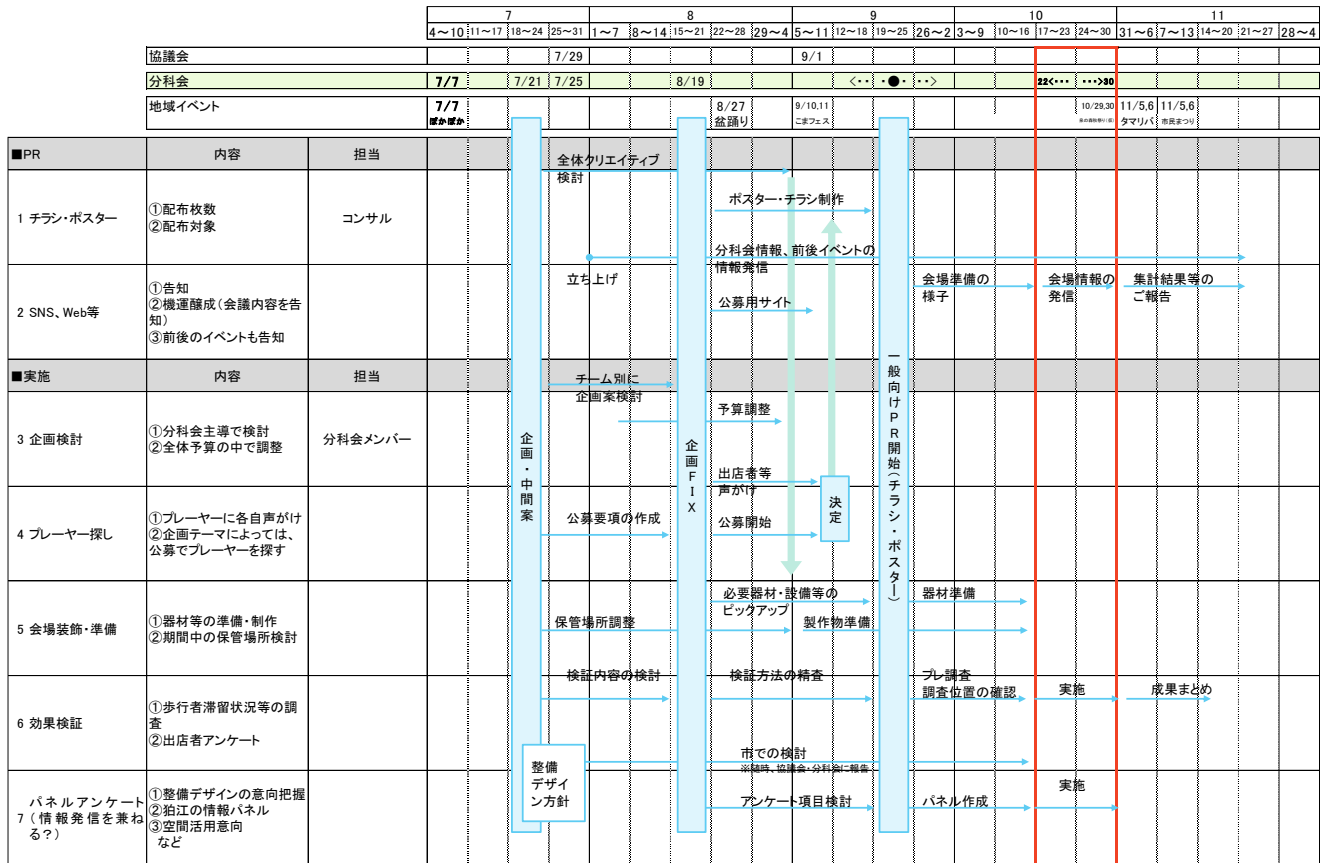 7 8 9 10 11
4～10 11～17 18～24 25～31 1～7 8～14 15～21 22～28 29～4 5～11 12～18 19～25 26～2 3～9 10～16 17～23 24～30 31～6 7～13 14～20 21～27 28～4
協議会 7/29 9/1
分科会 7/7 7/21 7/25 8/19 <・・ ・●・ ・・> 22<・・・ ・・・>30
地域イベント 7/7 8/27 9/10,11 10/29,30 11/5,6 11/5,6
ぽかぽか 盆踊り こまフェス タマリバ 市民まつり
■PR 内容 担当
全体クリエイティブ
検討
1 チラシ・ポスター
①配布枚数
②配布対象
コンサル
ポスター・チラシ制作
分科会情報、前後イベントの
情報発信
立ち上げ
2 SNS、Web等
①告知
②機運醸成（会議内容を告
知）
③前後のイベントも告知
公募用サイト
会場準備の
様子
会場情報の
発信
集計結果等の
ご報告
■実施 内容 担当
チーム別に
企画案検討
3 企画検討
①分科会主導で検討
②全体予算の中で調整
分科会メンバー
予算調整
出店者等
声がけ
4 プレーヤー探し
①プレーヤーに各自声がけ
②企画テーマによっては、
公募でプレーヤーを探す
公募要項の作成
公募開始
決定
企画・中間案
企画FIX
一般向けPR開始（チラシ・ポスター）
5 会場装飾・準備
①器材等の準備・制作
②期間中の保管場所検討
必要器材・設備等の
ピックアップ
器材準備
保管場所調整
製作物準備
6 効果検証
①歩行者滞留状況等の調
査
②出店者アンケート
検証内容の検討
検証方法の精査
プレ調査
調査位置の確認
実施
成果まとめ
市での検討
※随時、協議会・分科会に報告
整備
デザイ
ン方針
パネルアンケート
7（情報発信を兼ね
る？）
①整備デザインの意向把握
②狛江の情報パネル
③空間活用意向
など
アンケート項目検討
パネル作成
実施